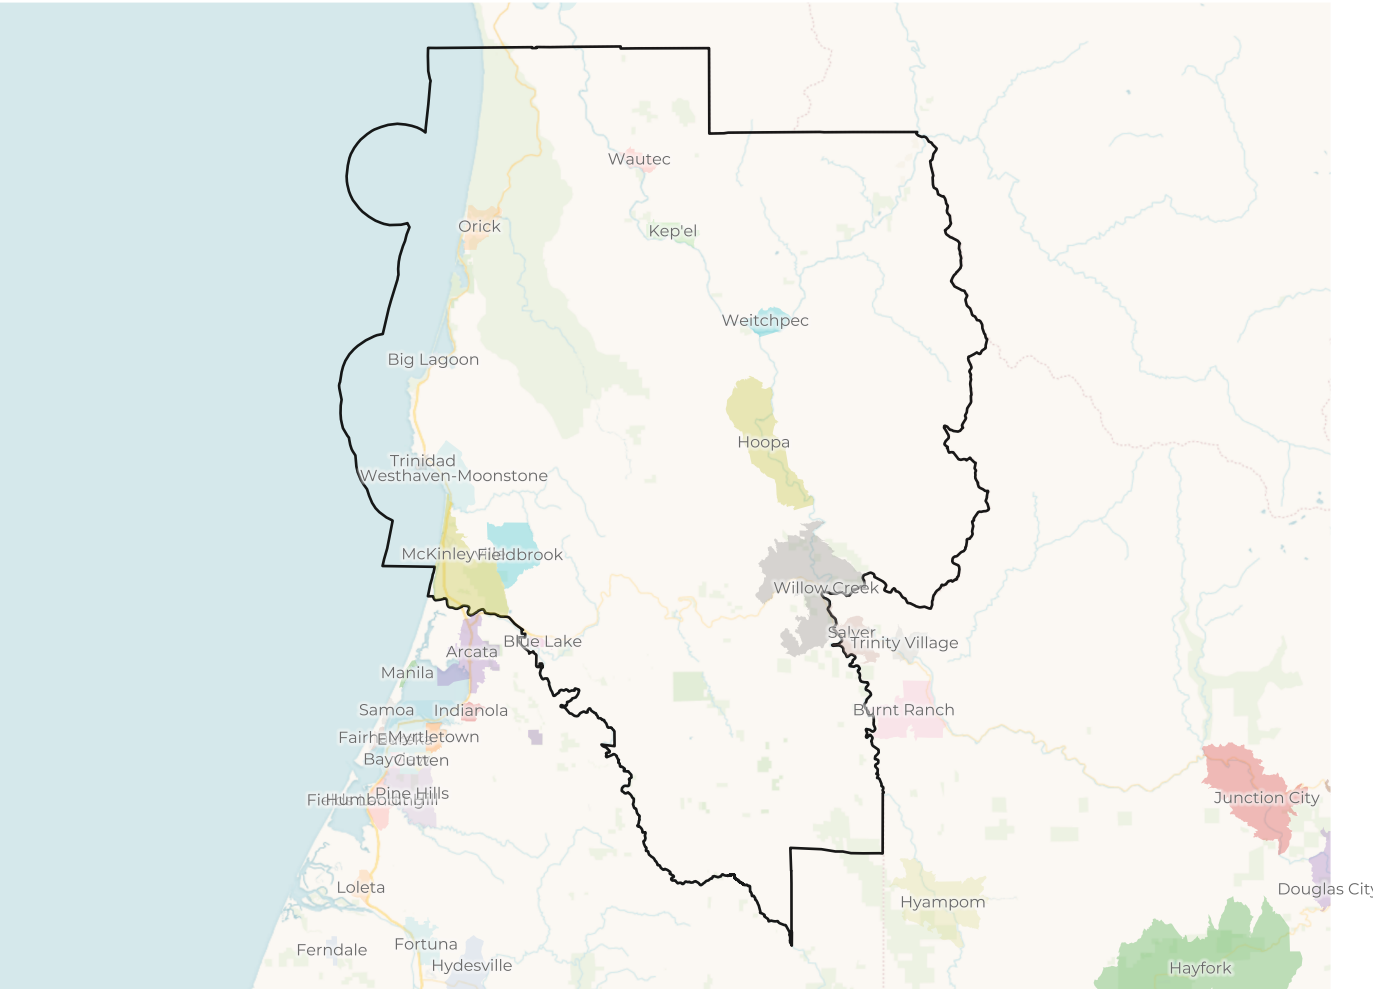 Wautec
Orick
Kep'el
Weitchpec
Big Lagoon
Hoopa
Trinidad
Westhaven-Moonstone
Fieldbrook
Willow Creek
Salyer
Trinity Village
Blue Lake
Arcata
Manila
Samoa
Indianola
Burnt Ranch
Myrtletown
Cutten
Pine Hills
Junction City
Loleta
Douglas City
Hyampom
Fortuna
Ferndale
Hydesville
Hayfork